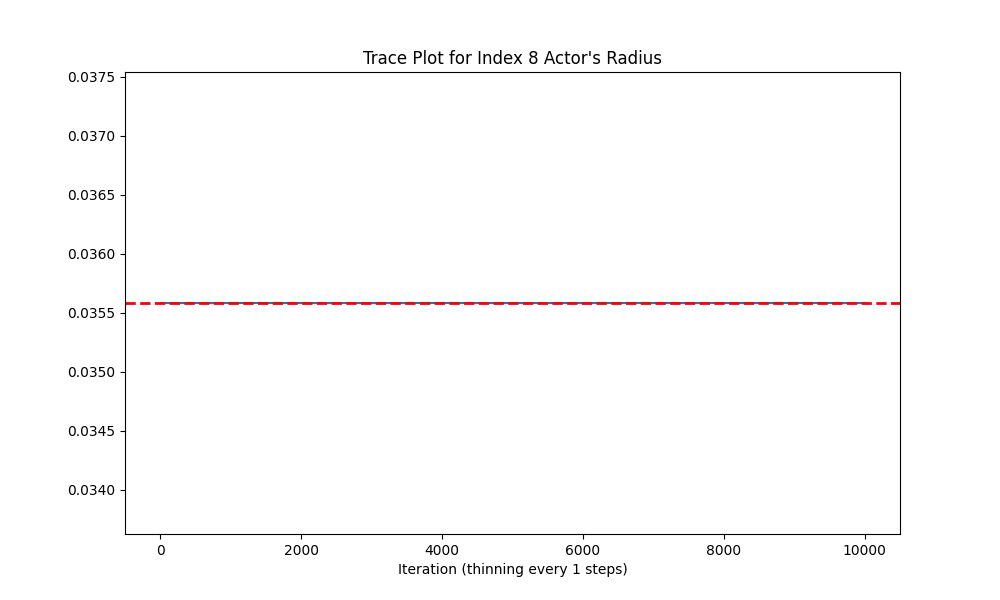 Trace Plot for Index 8 Actor's Radius
0.0375
0.0370
0.0365
0.0360
0.0355
0.0350
0.0345
0.0340
0 2000 4000 6000 8000 10000
Iteration (thinning every 1 steps)